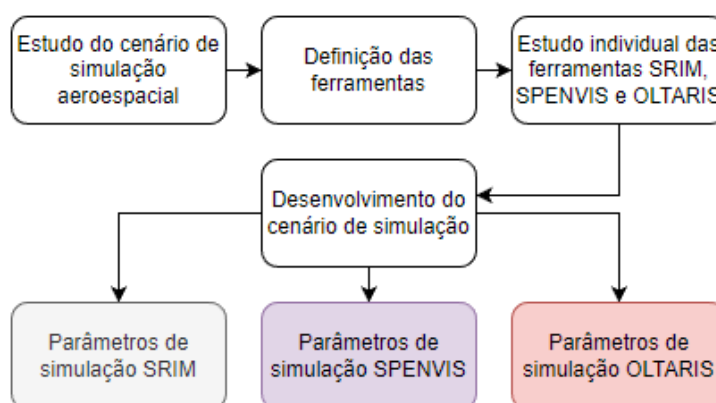 Estudo do cenário de
simulação
aeroespacial
Definição das
ferramentas
Estudo individual das
ferramentas SRIM,
SPENVIS e OLTARIS
Desenvolvimento do
cenário de simulação
Parâmetros de
simulação SRIM
Parâmetros de
simulação SPENVIS
Parâmetros de
simulação OLTARIS